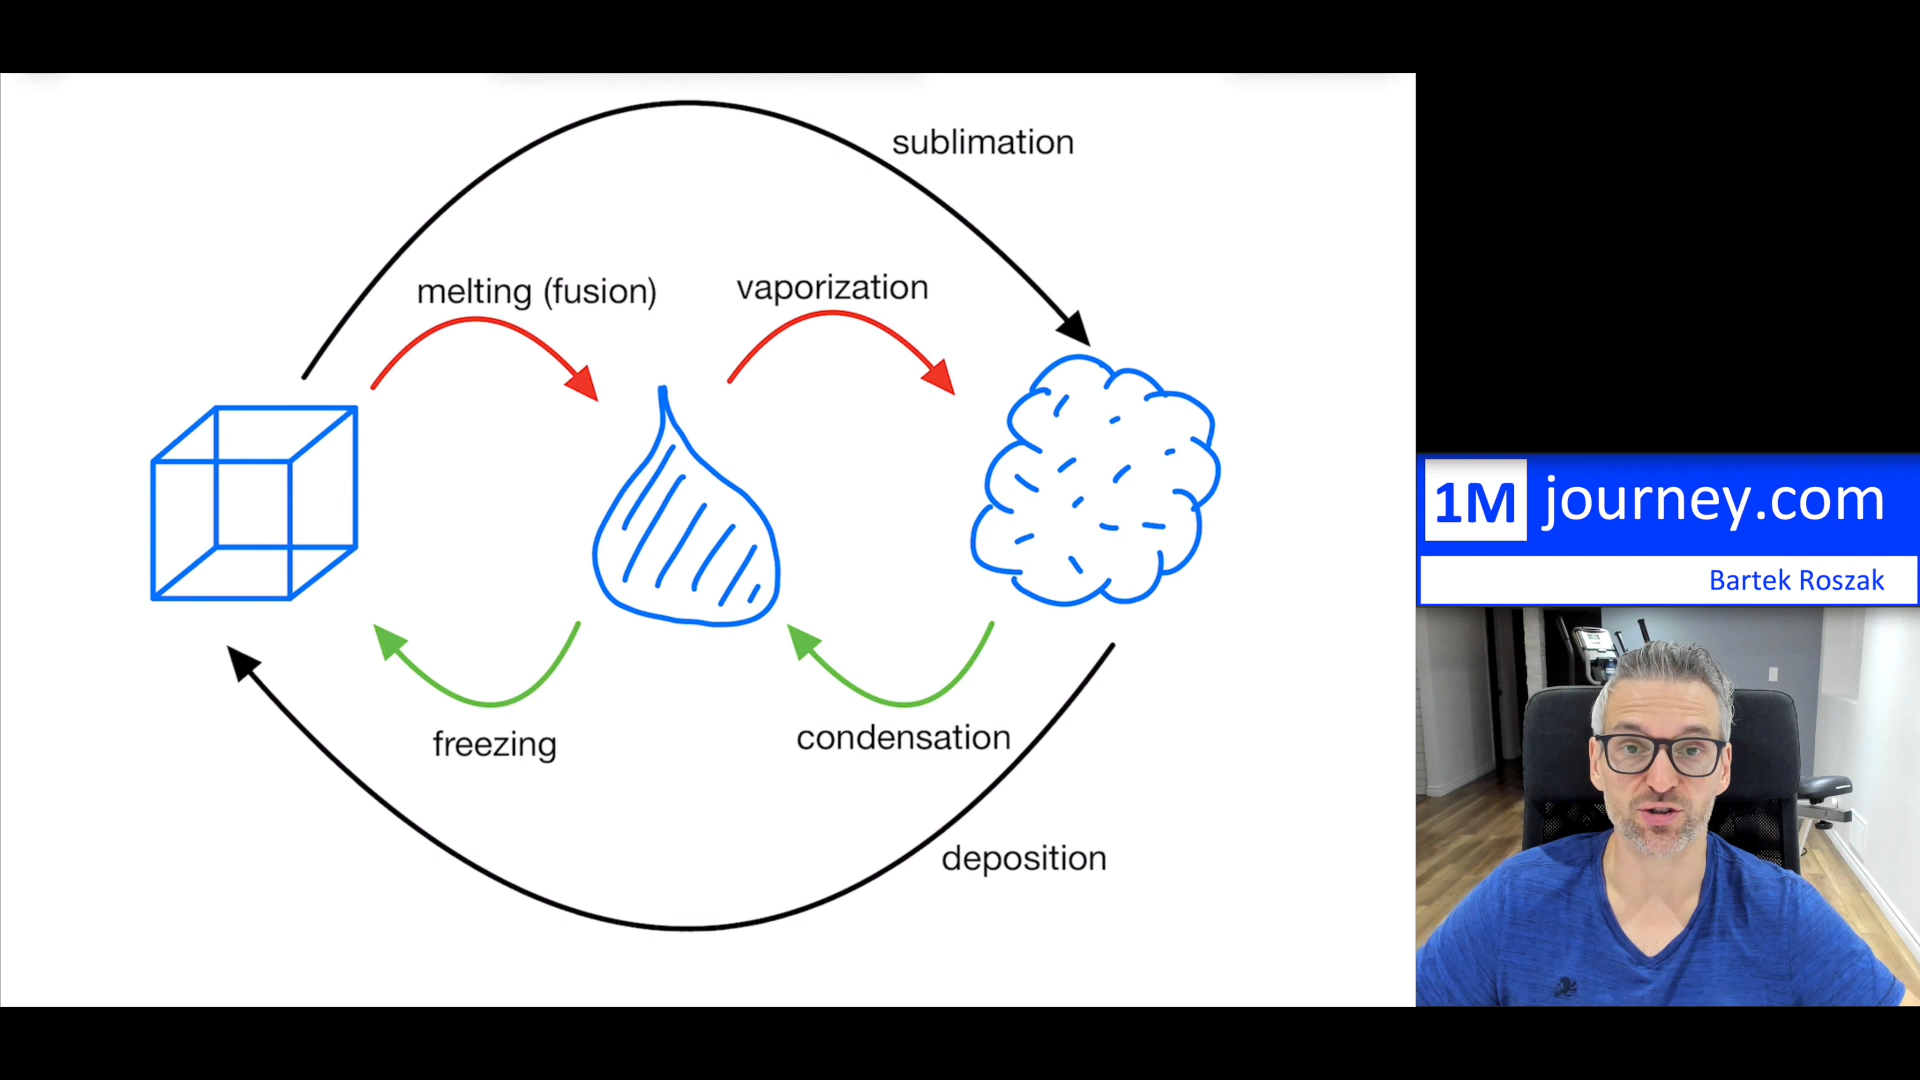 sublimation
melting (fusion)
vaporization
freezing
condensation
deposition
1M journey.com
Bartek Roszak